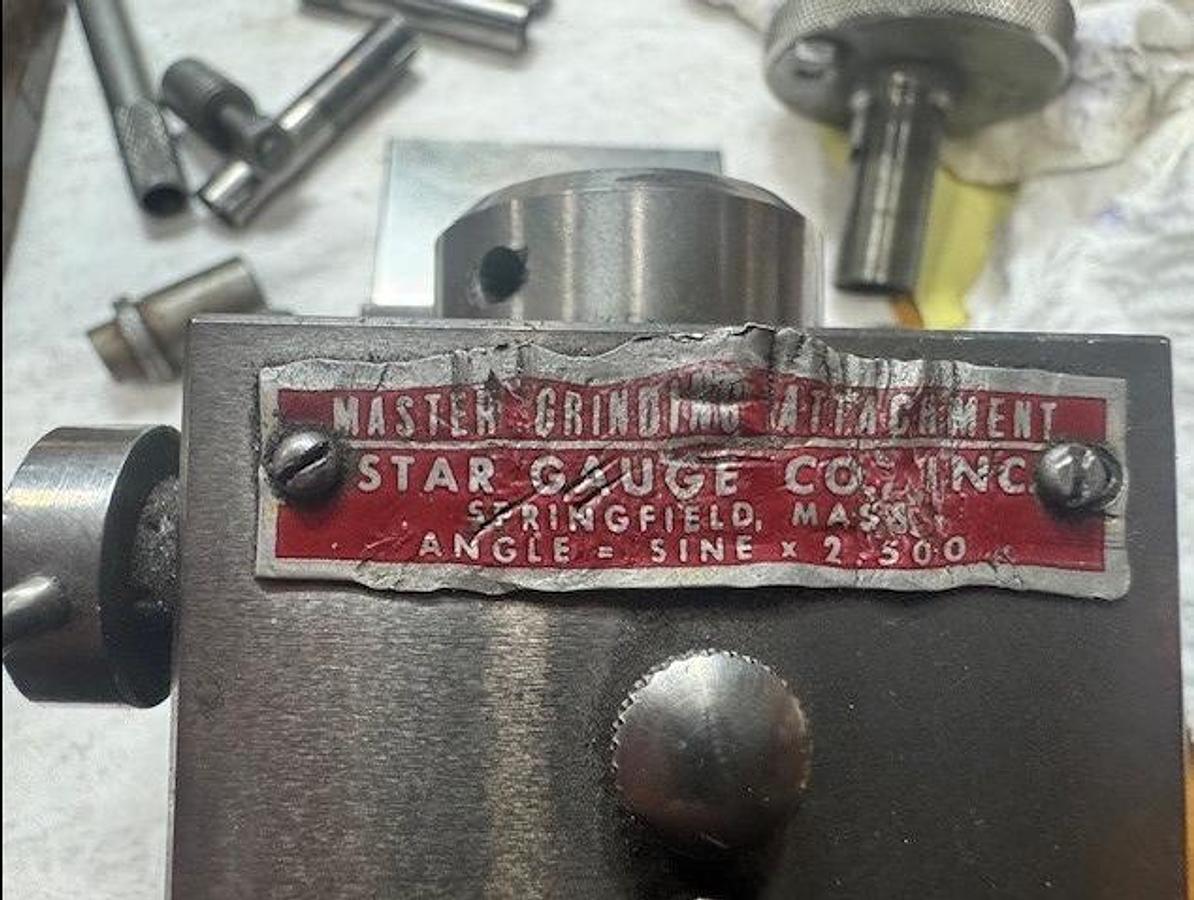 MASTER GRINDING ATTACHMENT
STAR GAUGE CO. INC.
SPRINGFIELD, MASS.
ANGLE = SINE x 2.500